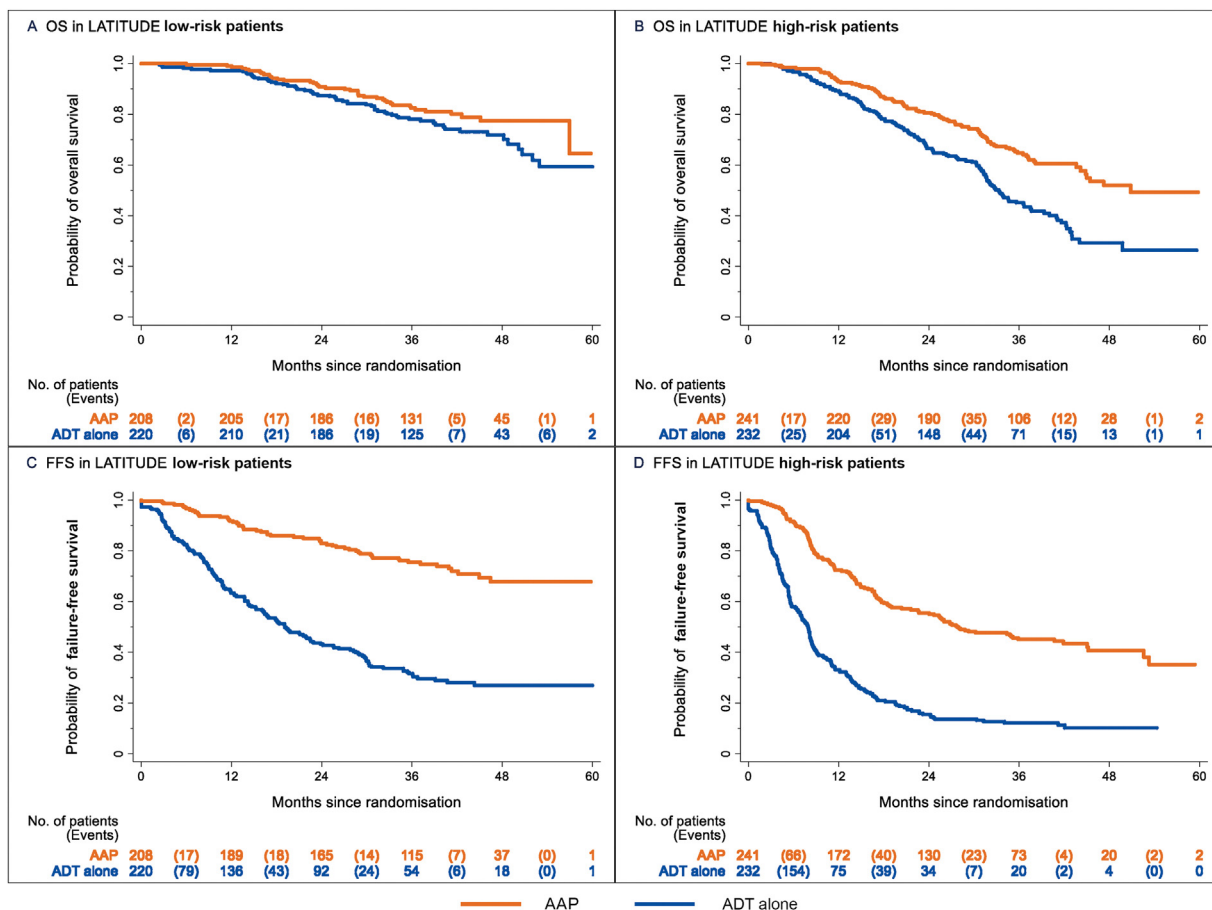 A OS in LATITUDE low-risk patients
Probability of overall survival
1.0
0.8
0.6
0.4
0.2
0
0 12 24 36 48 60
Months since randomisation
No. of patients
(Events)
AAP 208 (2) 205 (17) 186 (16) 131 (5) 45 (1) 1
ADT alone 220 (6) 210 (21) 186 (19) 125 (7) 43 (6) 2
B OS in LATITUDE high-risk patients
Probability of overall survival
1.0
0.8
0.6
0.4
0.2
0
0 12 24 36 48 60
Months since randomisation
No. of patients
(Events)
AAP 241 (17) 220 (29) 190 (35) 106 (12) 28 (1) 2
ADT alone 232 (25) 204 (51) 148 (44) 71 (15) 13 (1) 1
C FFS in LATITUDE low-risk patients
Probability of failure-free survival
1.0
0.8
0.6
0.4
0.2
0
0 12 24 36 48 60
Months since randomisation
No. of patients
(Events)
AAP 208 (17) 189 (18) 165 (14) 115 (7) 37 (0) 1
ADT alone 220 (79) 136 (43) 92 (24) 54 (6) 18 (0) 1
D FFS in LATITUDE high-risk patients
Probability of failure-free survival
1.0
0.8
0.6
0.4
0.2
0
0 12 24 36 48 60
Months since randomisation
No. of patients
(Events)
AAP 241 (66) 172 (40) 130 (23) 73 (4) 20 (2) 2
ADT alone 232 (154) 75 (39) 34 (7) 20 (2) 4 (0) 0
AAP ADT alone